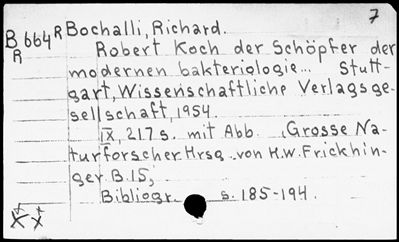 7
B 664 R Bochalli, Richard.
R Robert Koch der Schöpfer der
modernen bakteriologie... Stutt-
gart, Wissenschaftliche Verlagsge-
sellschaft, 1954.
IX, 217 s. mit Abb. (Grosse Na-
turforscher. Hrsg. von H.W. Frickhin-
ger B.15,
Bibliogr. s. 185-194.